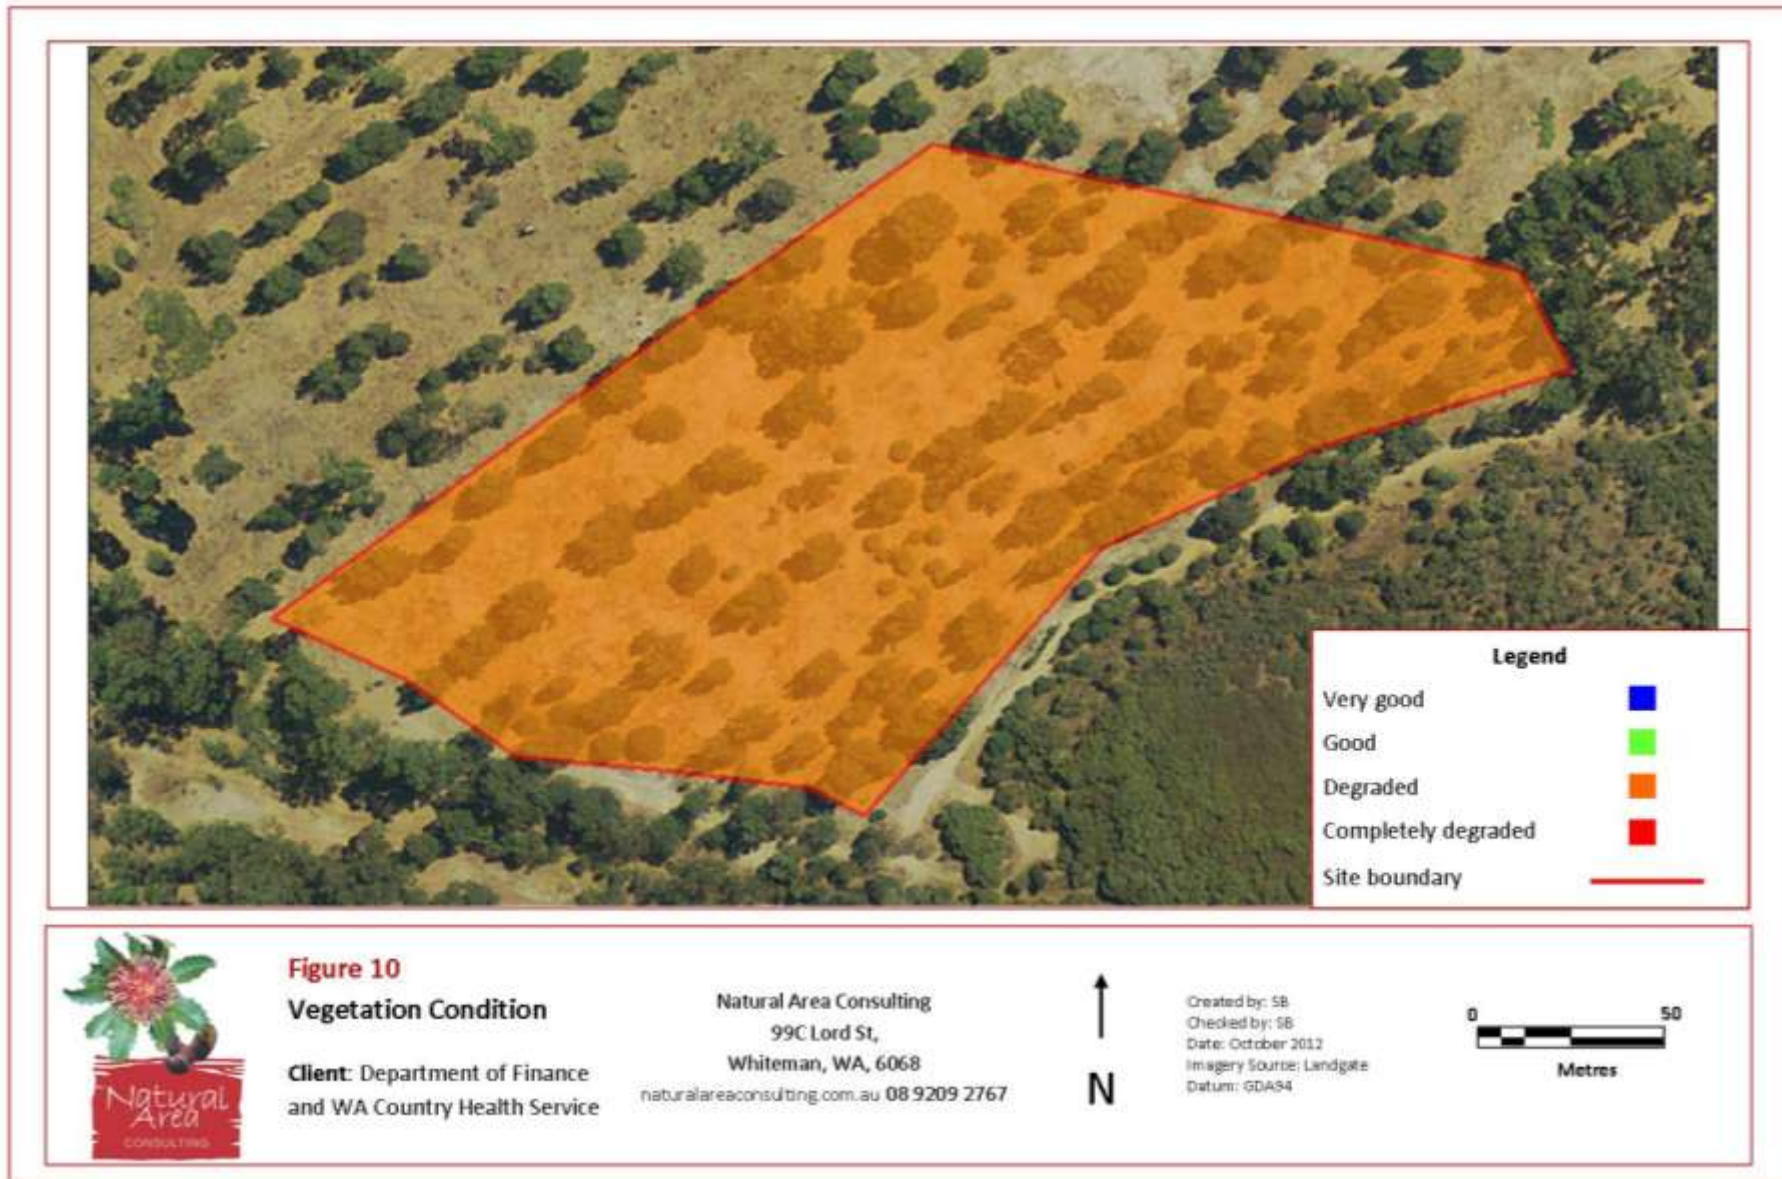 Legend
Very good
Good
Degraded
Completely degraded
Site boundary
Natural
Area
CONSULTING
Figure 10
Vegetation Condition
Client: Department of Finance
and WA Country Health Service
Natural Area Consulting
99C Lord St,
Whiteman, WA, 6068
naturalareaconsulting.com.au 08 9209 2767
N
Created by: SB
Checked by: SB
Date: October 2012
Imagery Source: Landgate
Datum: GDA94
0 50
Metres